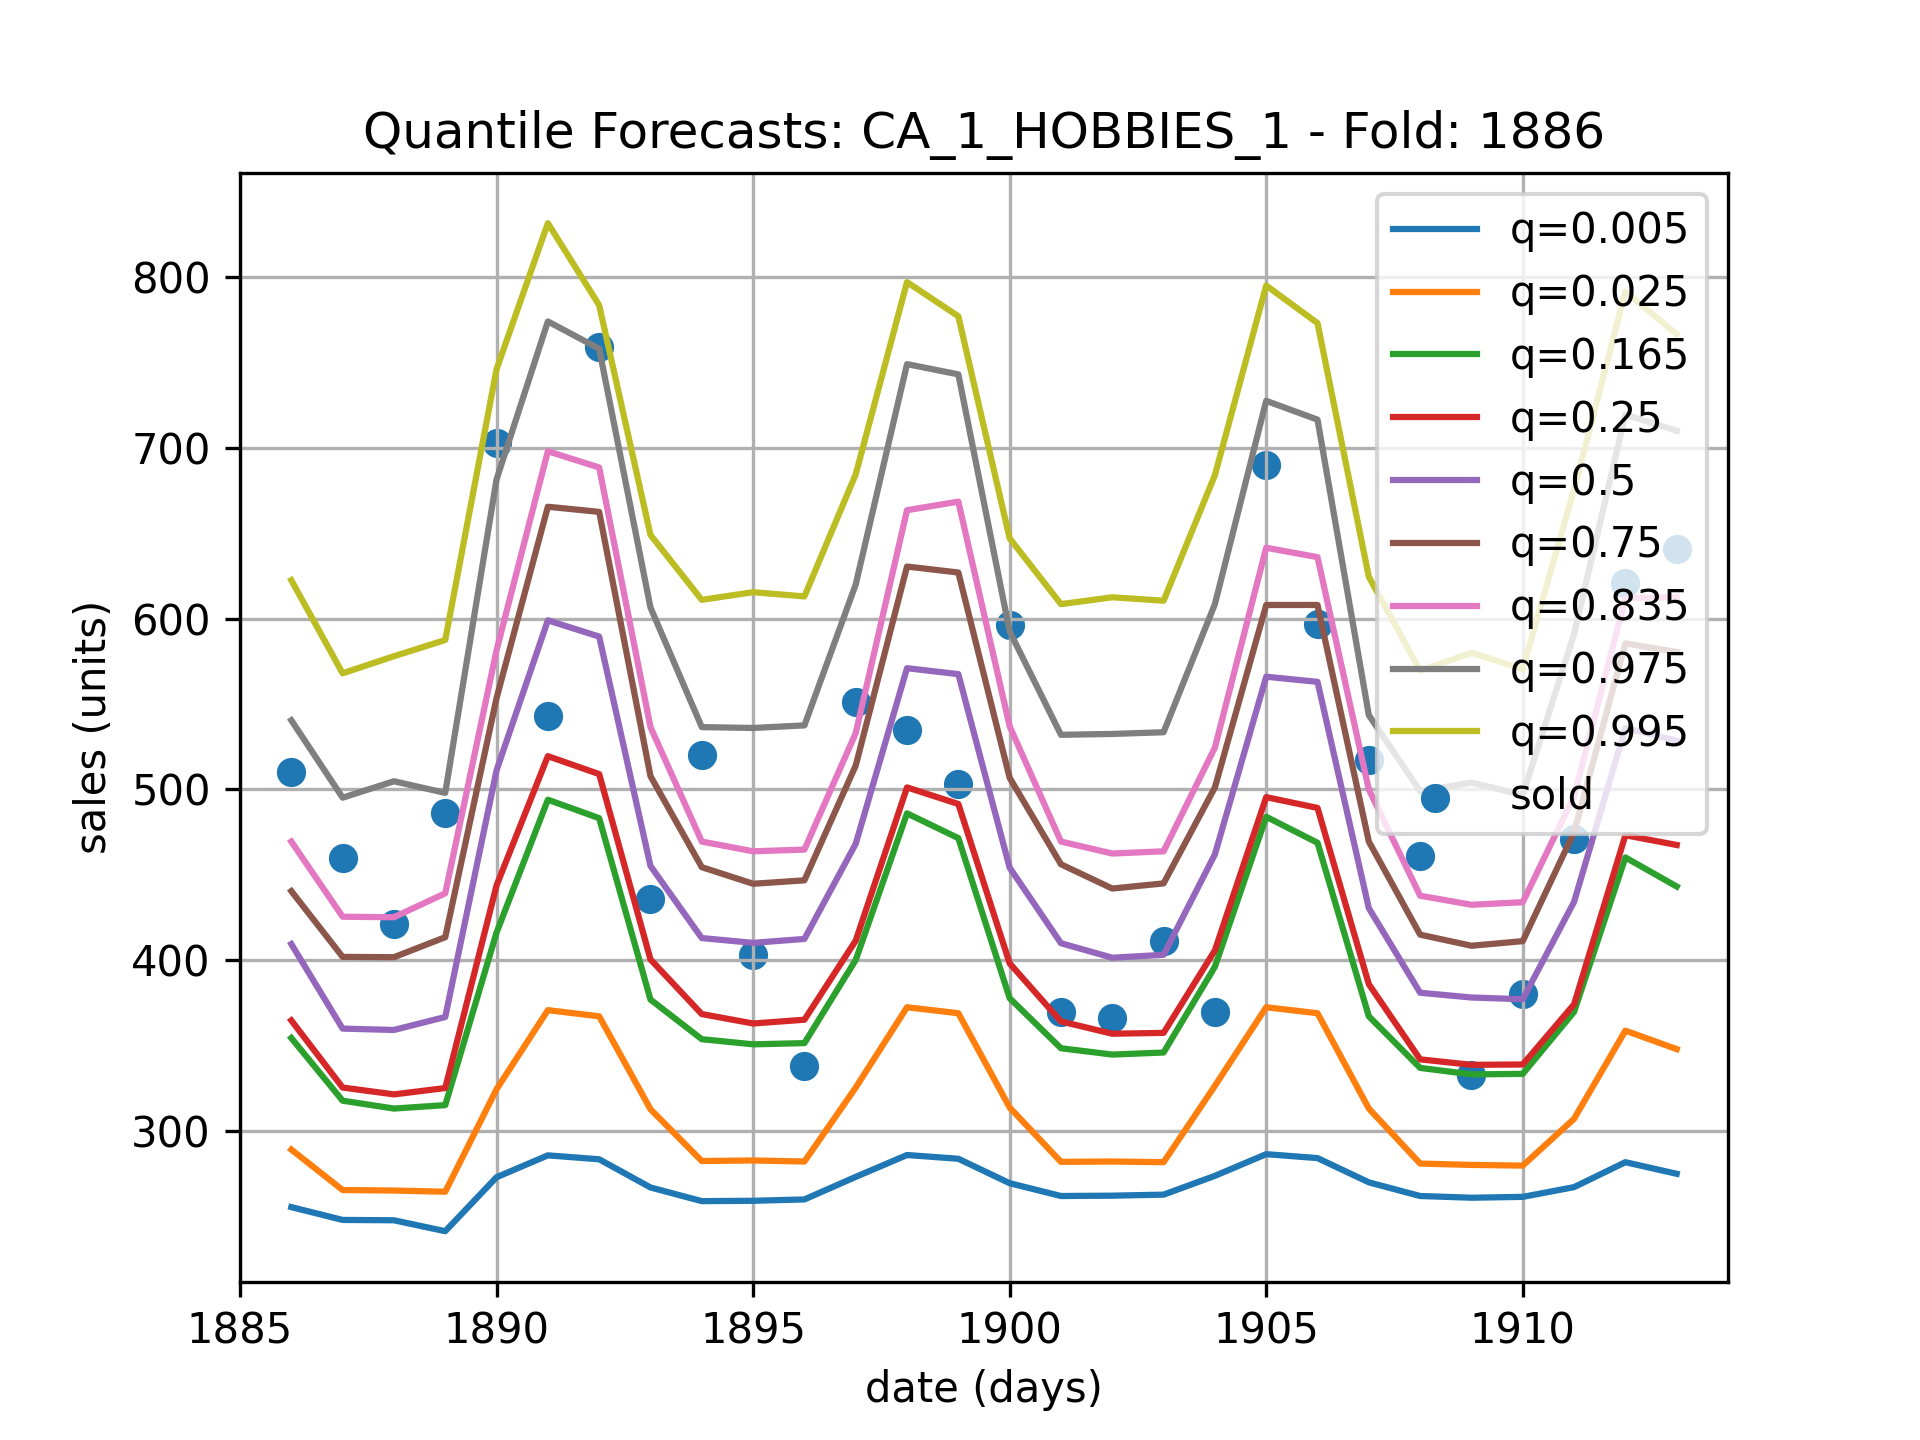 Quantile Forecasts: CA_1_HOBBIES_1 - Fold: 1886
q=0.005
q=0.025
q=0.165
q=0.25
q=0.5
q=0.75
q=0.835
q=0.975
q=0.995
sold
800
700
600
500
400
300
sales (units)
1885 1890 1895 1900 1905 1910
date (days)